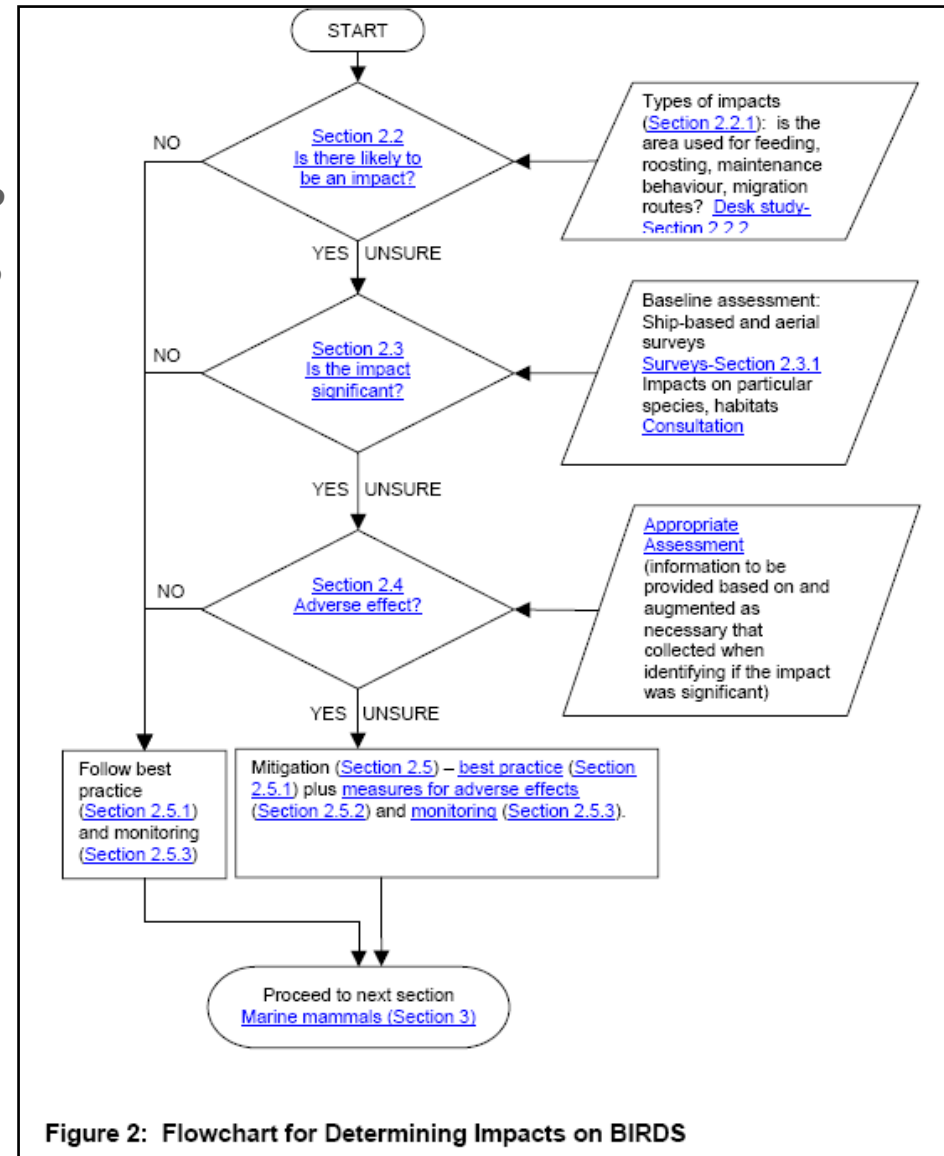 START
NO
Section 2.2
Is there likely to
be an impact?
Types of impacts
(Section 2.2.1): is the
area used for feeding,
roosting, maintenance
behaviour, migration
routes? Desk study-
Section 2.2.2
YES UNSURE
NO
Section 2.3
Is the impact
significant?
Baseline assessment:
Ship-based and aerial
surveys
Surveys-Section 2.3.1
Impacts on particular
species, habitats
Consultation
YES UNSURE
NO
Section 2.4
Adverse effect?
Appropriate
Assessment
(information to be
provided based on and
augmented as
necessary that
collected when
identifying if the impact
was significant)
YES UNSURE
Follow best
practice
(Section 2.5.1)
and monitoring
(Section 2.5.3)
Mitigation (Section 2.5) – best practice (Section
2.5.1) plus measures for adverse effects
(Section 2.5.2) and monitoring (Section 2.5.3).
Proceed to next section
Marine mammals (Section 3)
Figure 2: Flowchart for Determining Impacts on BIRDS